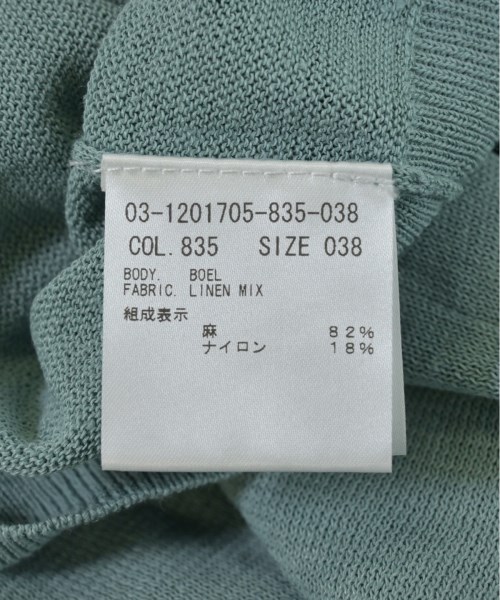 03-1201705-835-038
COL.835 SIZE 038
BODY. BOEL
FABRIC. LINEN MIX
組成表示
麻 82%
ナイロン 18%